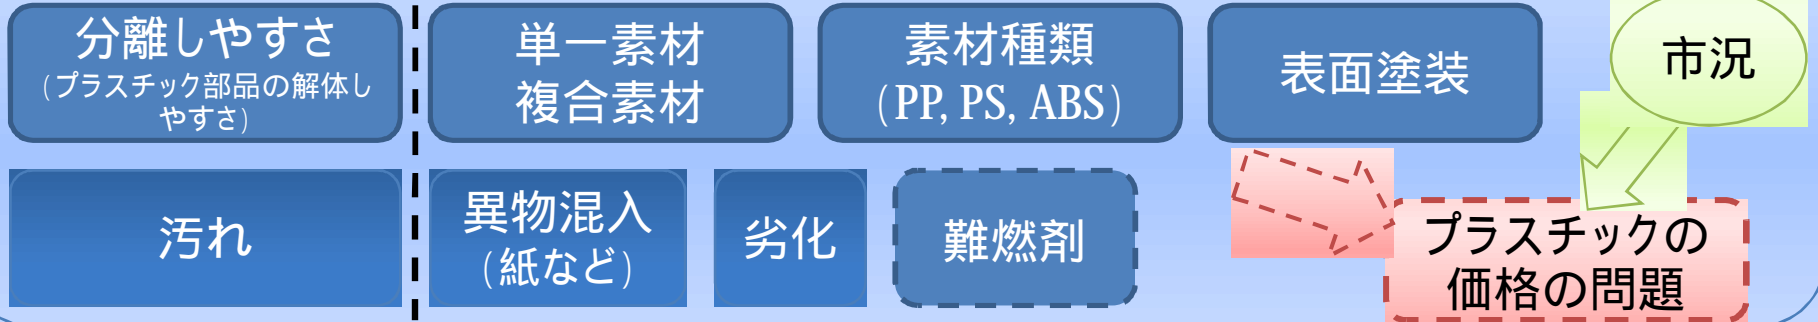 分離しやすさ
(プラスチック部品の解体し
やすさ)
単一素材
複合素材
素材種類
(PP, PS, ABS)
表面塗装
市況
汚れ
異物混入
(紙など)
劣化
難燃剤
プラスチックの
価格の問題